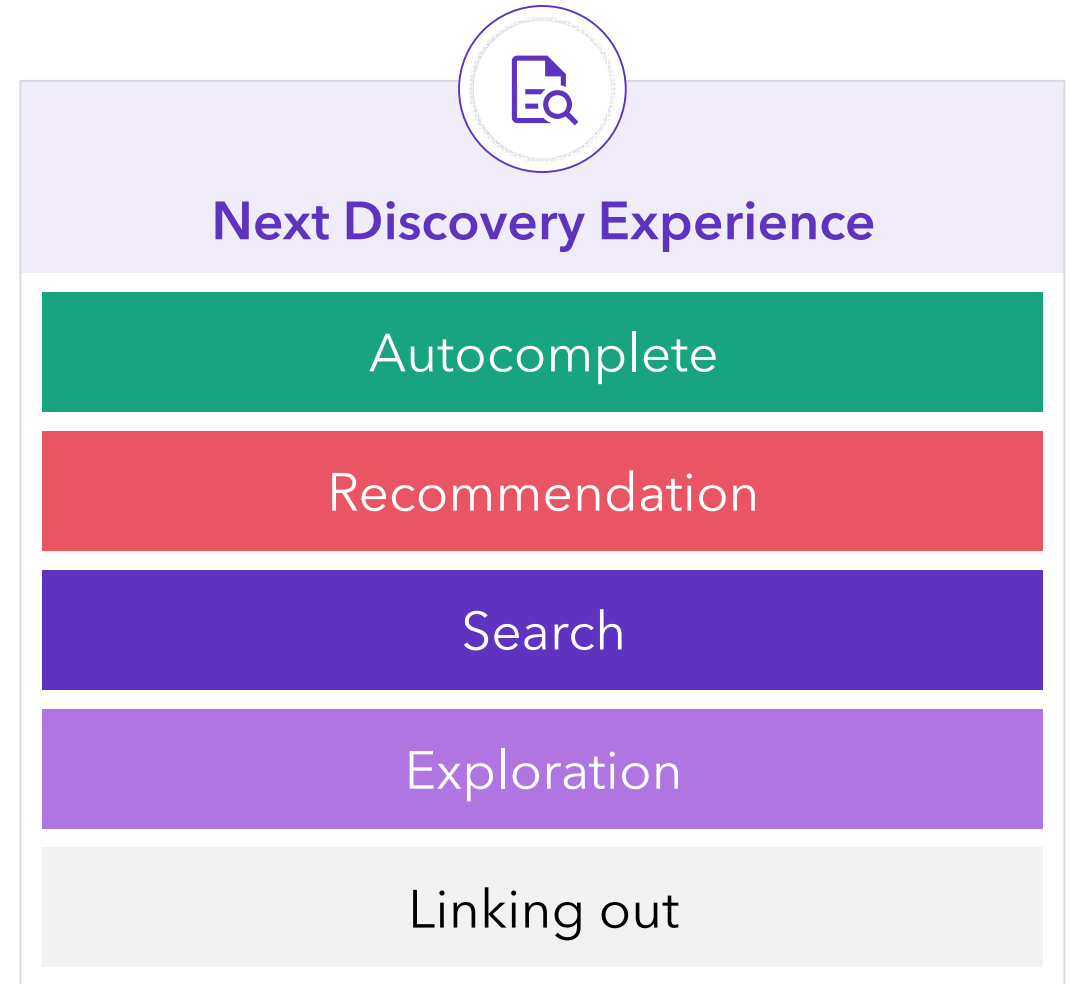 Next Discovery Experience
Autocomplete
Recommendation
Search
Exploration
Linking out